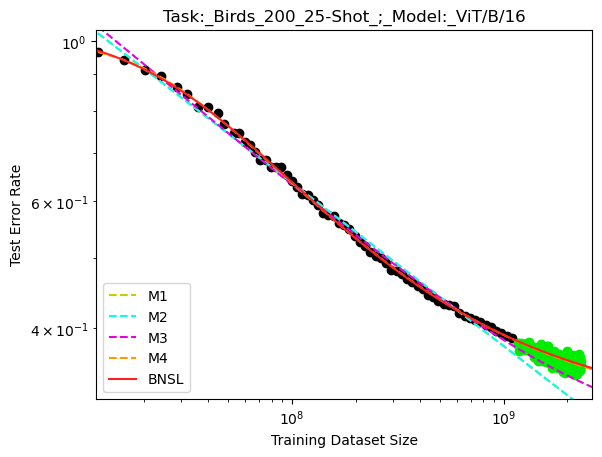 Task:_Birds_200_25-Shot_;_Model:_ViT/B/16
10⁰
6 × 10⁻¹
4 × 10⁻¹
Test Error Rate
M1
M2
M3
M4
BNSL
10⁸
10⁹
Training Dataset Size